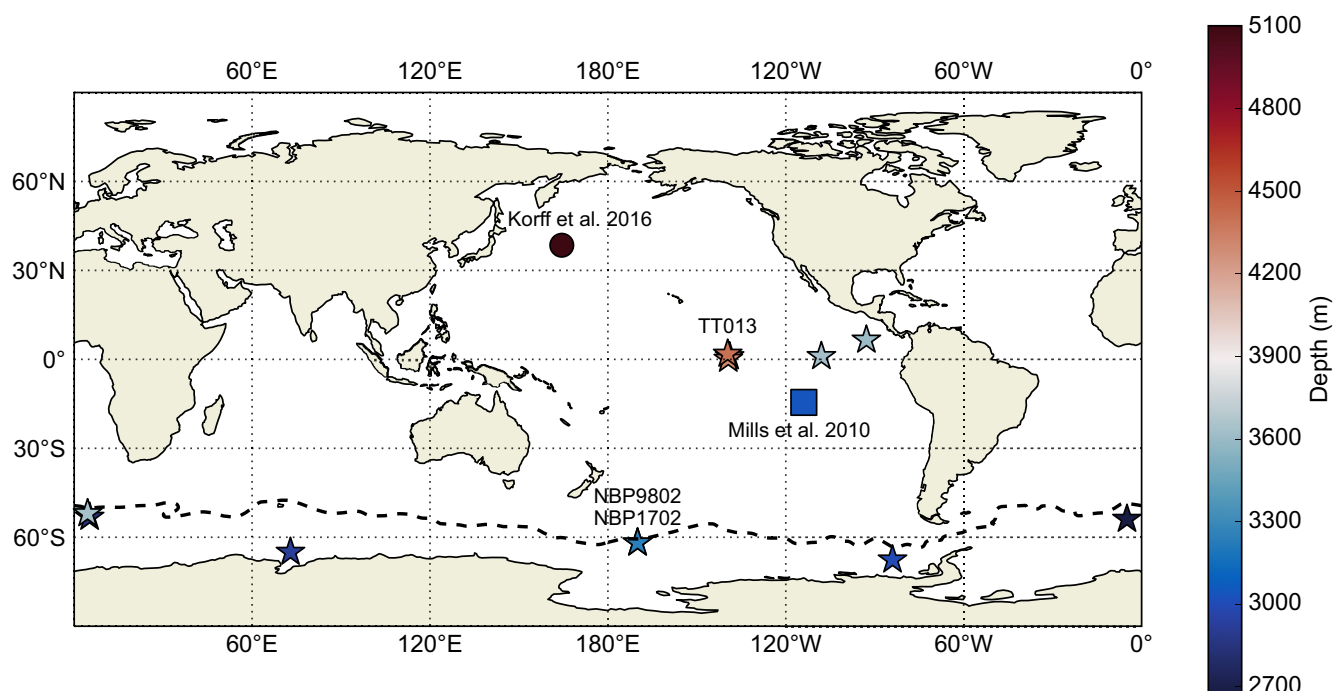 60°E 120°E 180°E 120°W 60°W 0°
60°N
30°N
0°
30°S
60°S
Korff et al. 2016
TT013
Mills et al. 2010
NBP9802
NBP1702
60°E 120°E 180°E 120°W 60°W 0°
5100
4800
4500
4200
3900
3600
3300
3000
2700
Depth (m)